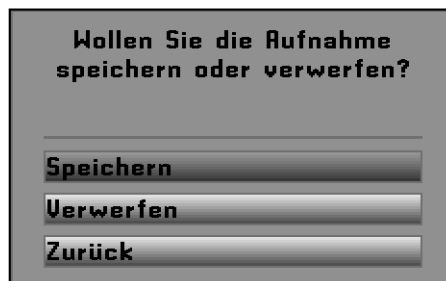 Wollen Sie die Aufnahme
speichern oder verwerfen?
Speichern
Verwerfen
Zurück